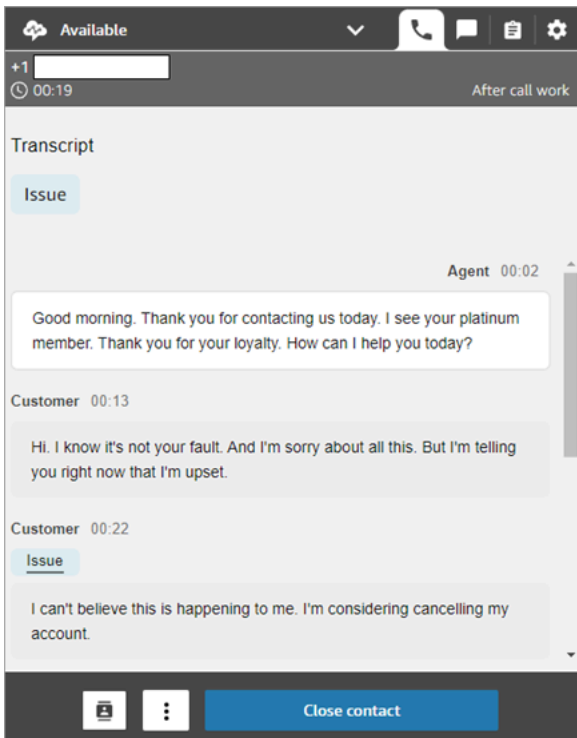 Available
+1
00:19
After call work
Transcript
Issue
Agent 00:02
Good morning. Thank you for contacting us today. I see your platinum
member. Thank you for your loyalty. How can I help you today?
Customer 00:13
Hi. I know it's not your fault. And I'm sorry about all this. But I'm telling
you right now that I'm upset.
Customer 00:22
Issue
I can't believe this is happening to me. I'm considering cancelling my
account.
Close contact